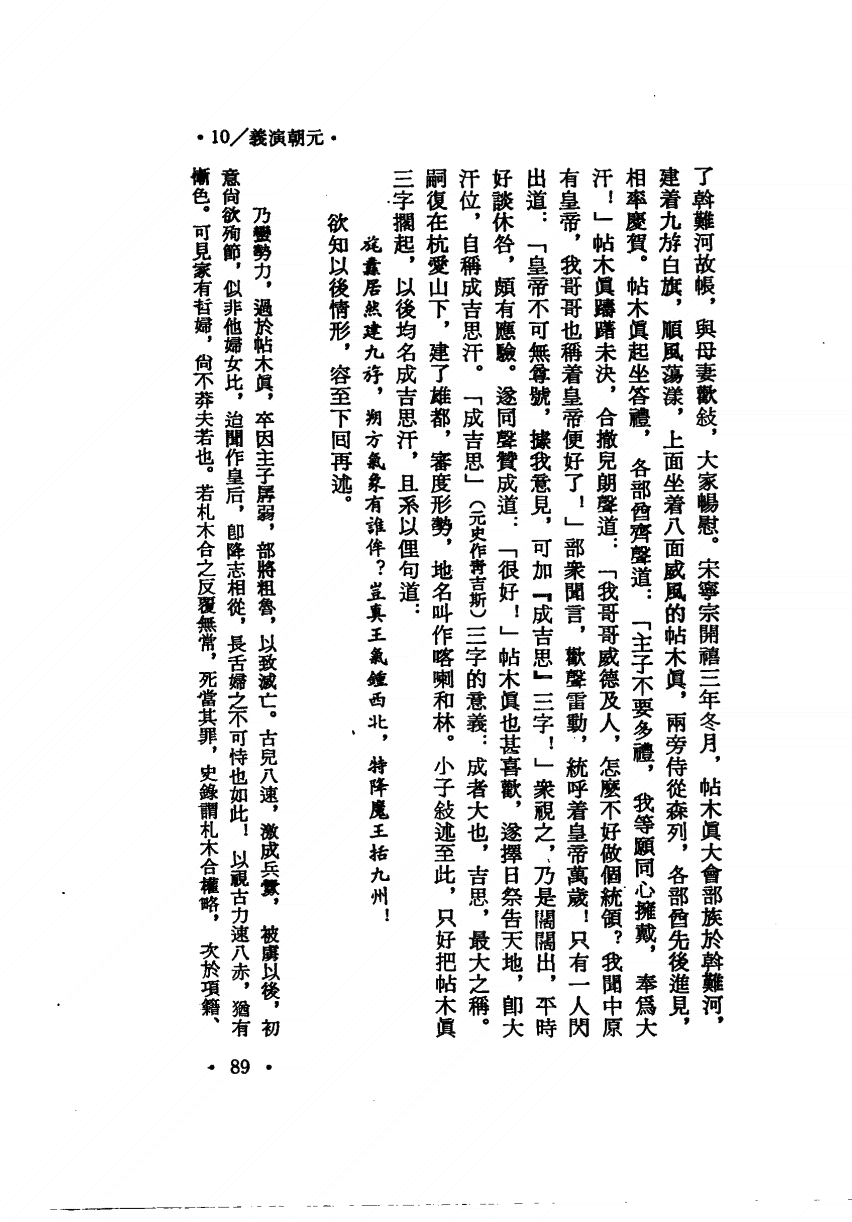 •10／義演朝元•
了斡難河故帳，與母妻歡敍，大家暢慰。宋寧宗開禧三年冬月，帖木眞大會部族於斡難河，
建着九斿白旗，順風蕩漾，上面坐着八面威風的帖木眞，兩旁侍從森列，各部酋先後進見，
相率慶賀。帖木眞起坐答禮，各部酋齊聲道：「主子不要多禮，我等願同心擁戴，奉爲大
汗！」帖木眞躊躇未決，合撒兒朗聲道：「我哥哥威德及人，怎麽不好做個統領？我聞中原
有皇帝，我哥哥也稱着皇帝便好了！」部衆聞言，歡聲雷動，統呼着皇帝萬歲！只有一人閃
出道：「皇帝不可無尊號，據我意見，可加『成吉思』三字！」衆視之，乃是闊闊出，平時
好談休咎，頗有應驗。遂同聲贊成道：「很好！」帖木眞也甚喜歡，遂擇日祭告天地，卽大
汗位，自稱成吉思汗。「成吉思」（元史作青吉斯）三字的意義：成者大也，吉思，最大之稱。
嗣復在杭愛山下，建了雄都，審度形勢，地名叫作喀喇和林。小子敍述至此，只好把帖木眞
三字擱起，以後均名成吉思汗，且系以俚句道：
旄纛居然建九斿，朔方氣象有誰侔？豈真王氣鍾西北，特降魔王括九州！
欲知以後情形，容至下回再述。
乃蠻勢力，過於帖木眞，卒因主子孱弱，部將粗魯，以致滅亡。古兒八速，激成兵釁，被虜以後，初
意尙欲殉節，似非他婦女比，迨聞作皇后，卽降志相從，長舌婦之不可恃也如此！以視古力速八赤，猶有
慚色。可見家有哲婦，尙不莽夫若也。若札木合之反覆無常，死當其罪，史錄謂札木合權略，次於項籍、
• 89 •